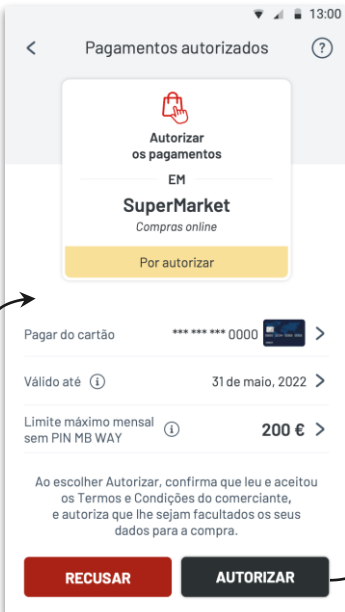 13:00
Pagamentos autorizados
?
Autorizar
os pagamentos
EM
SuperMarket
Compras online
Por autorizar
Pagar do cartão *** *** *** 0000
Válido até i 31 de maio, 2022
Limite máximo mensal
sem PIN MB WAY i 200 €
Ao escolher Autorizar, confirma que leu e aceitou
os Termos e Condições do comerciante,
e autoriza que lhe sejam facultados os seus
dados para a compra.
RECUSAR AUTORIZAR